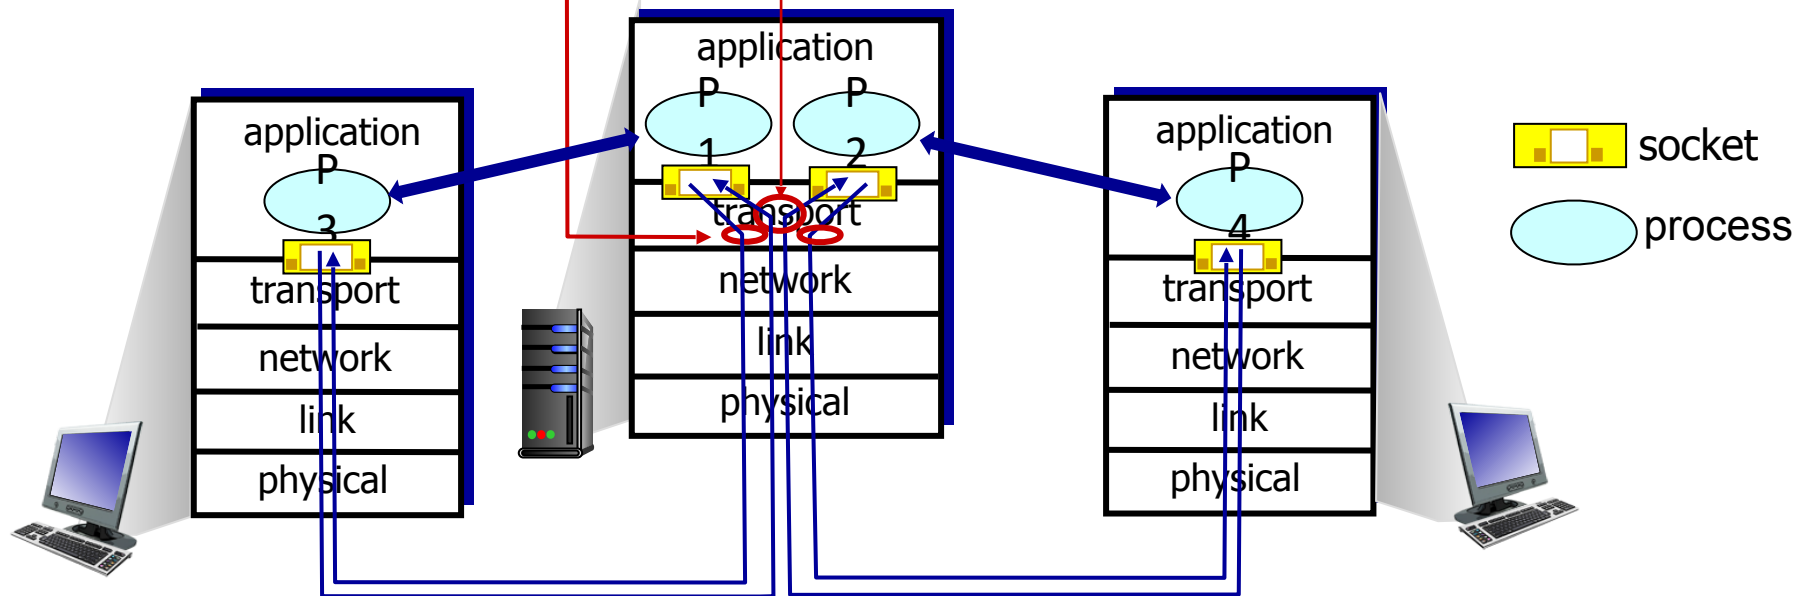 application
P
3
transport
network
link
physical
application
P
1
P
2
transport
network
link
physical
application
P
4
transport
network
link
physical
socket
process